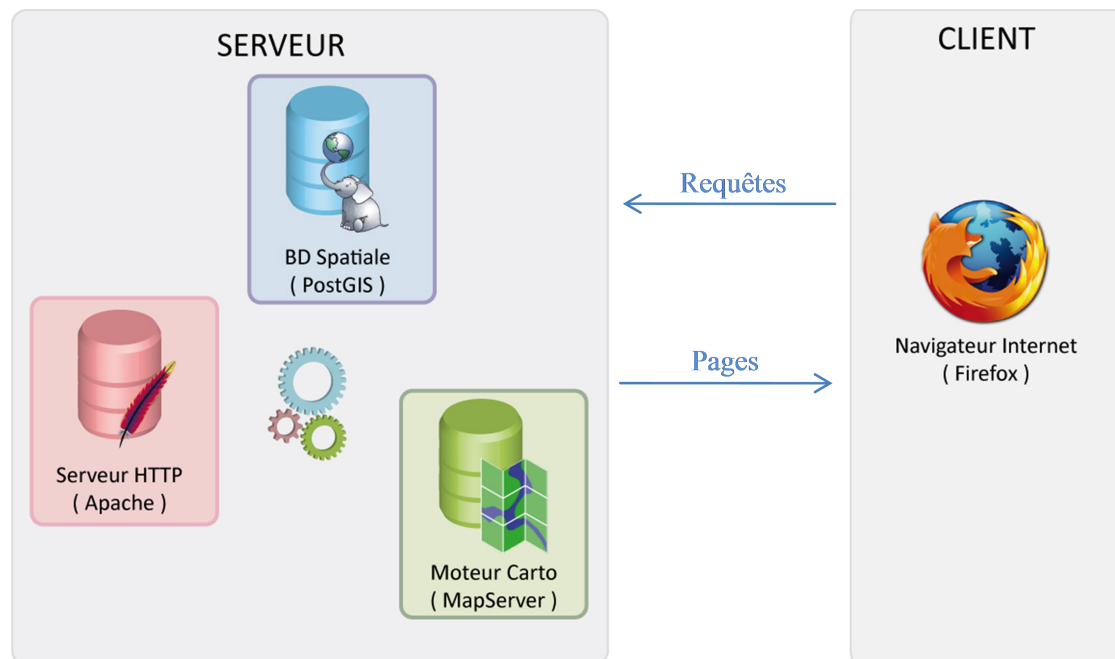 SERVEUR
BD Spatiale
( PostGIS )
Serveur HTTP
( Apache )
Moteur Carto
( MapServer )
Requêtes
Pages
CLIENT
Navigateur Internet
( Firefox )